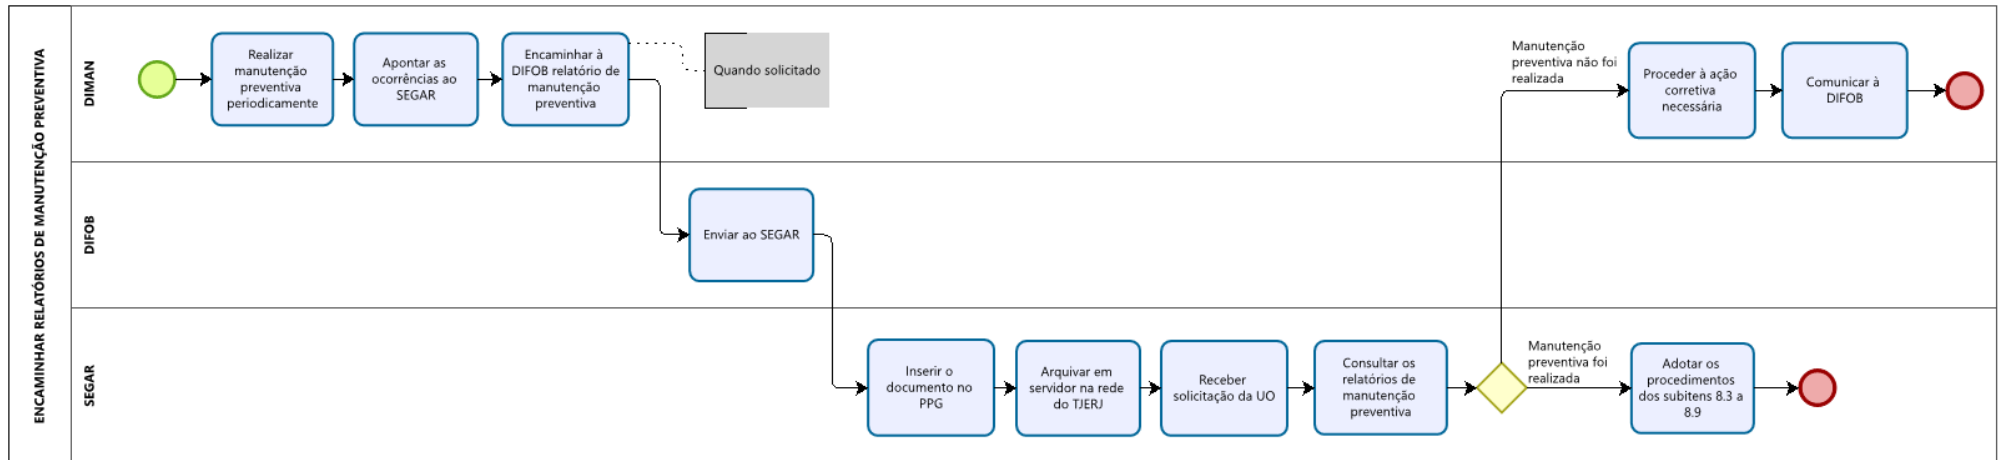 ENCAMINHAR RELATÓRIOS DE MANUTENÇÃO PREVENTIVA
DIMAN
Realizar
manutenção
preventiva
periodicamente
Apontar as
ocorrências ao
SEGAR
Encaminhar à
DIFOB relatório de
manutenção
preventiva
Quando solicitado
Manutenção
preventiva não foi
realizada
Proceder à ação
corretiva
necessária
Comunicar à
DIFOB
DIFOB
Enviar ao SEGAR
SEGAR
Inserir o
documento no
PPG
Arquivar em
servidor na rede
do TJERJ
Receber
solicitação da UO
Consultar os
relatórios de
manutenção
preventiva
Manutenção
preventiva foi
realizada
Adotar os
procedimentos
dos subitens 8.3 a
8.9